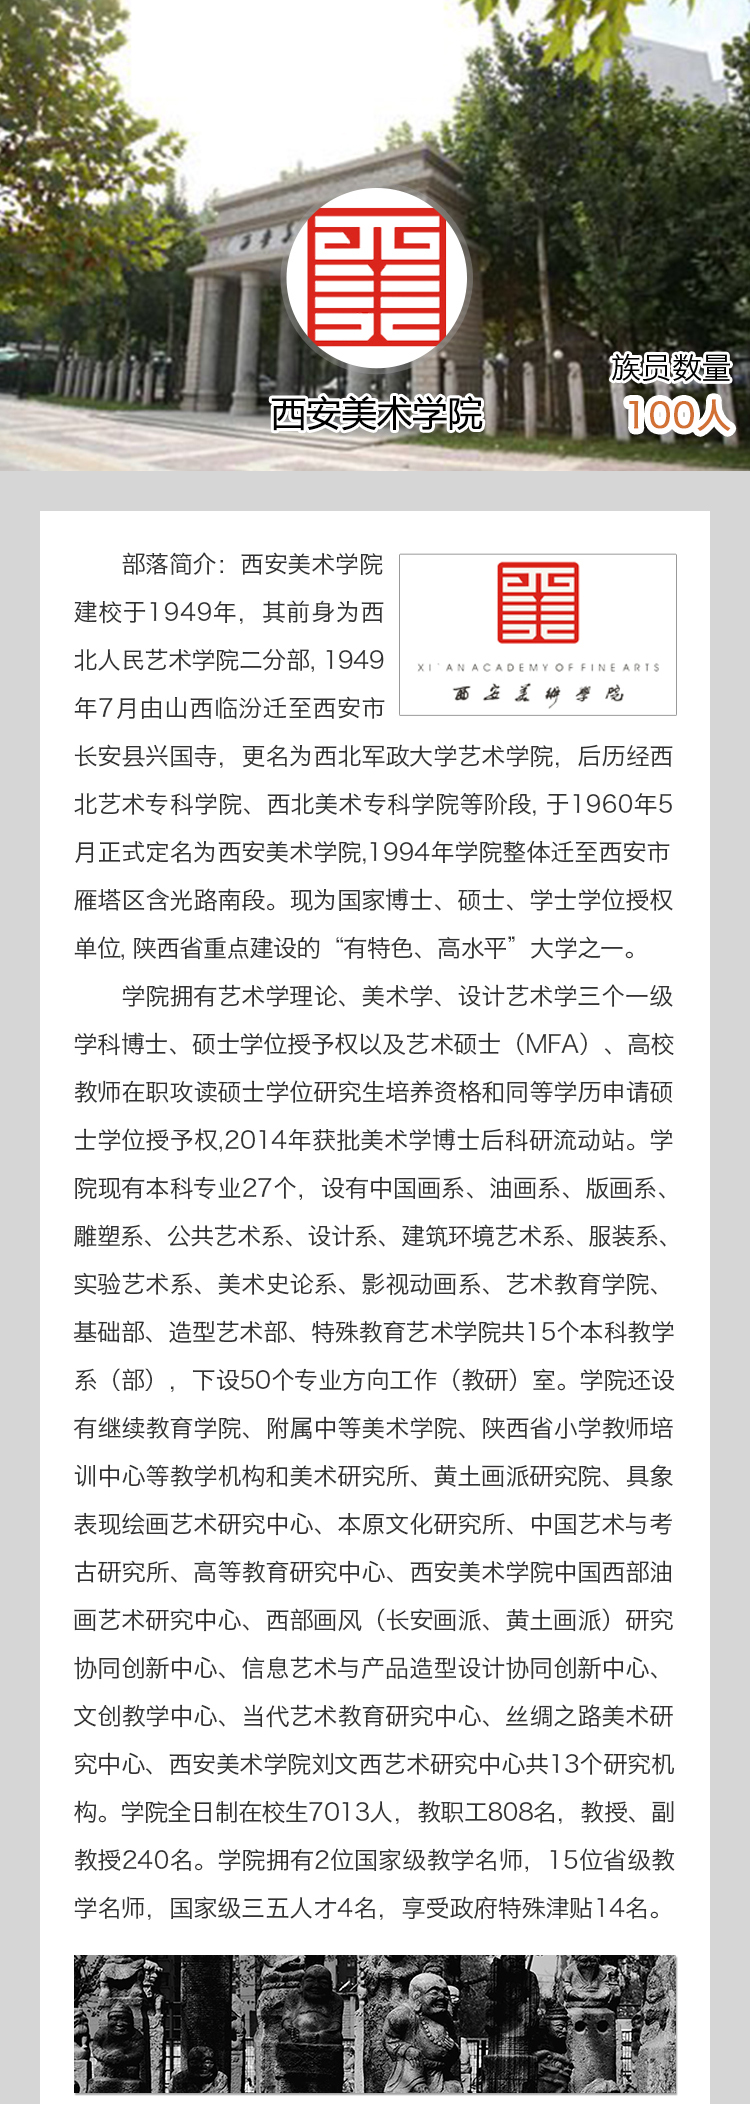 族员数量
西安美术学院
100人
部落简介：西安美术学院
建校于1949年，其前身为西
北人民艺术学院二分部, 1949
年7月由山西临汾迁至西安市
XI'AN ACADEMY OF FINE ARTS
西安美術學院
长安县兴国寺，更名为西北军政大学艺术学院，后历经西
北艺术专科学院、西北美术专科学院等阶段, 于1960年5
月正式定名为西安美术学院,1994年学院整体迁至西安市
雁塔区含光路南段。现为国家博士、硕士、学士学位授权
单位, 陕西省重点建设的“有特色、高水平”大学之一。
学院拥有艺术学理论、美术学、设计艺术学三个一级
学科博士、硕士学位授予权以及艺术硕士（MFA）、高校
教师在职攻读硕士学位研究生培养资格和同等学历申请硕
士学位授予权,2014年获批美术学博士后科研流动站。学
院现有本科专业27个，设有中国画系、油画系、版画系、
雕塑系、公共艺术系、设计系、建筑环境艺术系、服装系、
实验艺术系、美术史论系、影视动画系、艺术教育学院、
基础部、造型艺术部、特殊教育艺术学院共15个本科教学
系（部），下设50个专业方向工作（教研）室。学院还设
有继续教育学院、附属中等美术学院、陕西省小学教师培
训中心等教学机构和美术研究所、黄土画派研究院、具象
表现绘画艺术研究中心、本原文化研究所、中国艺术与考
古研究所、高等教育研究中心、西安美术学院中国西部油
画艺术研究中心、西部画风（长安画派、黄土画派）研究
协同创新中心、信息艺术与产品造型设计协同创新中心、
文创教学中心、当代艺术教育研究中心、丝绸之路美术研
究中心、西安美术学院刘文西艺术研究中心共13个研究机
构。学院全日制在校生7013人，教职工808名，教授、副
教授240名。学院拥有2位国家级教学名师，15位省级教
学名师，国家级三五人才4名，享受政府特殊津贴14名。